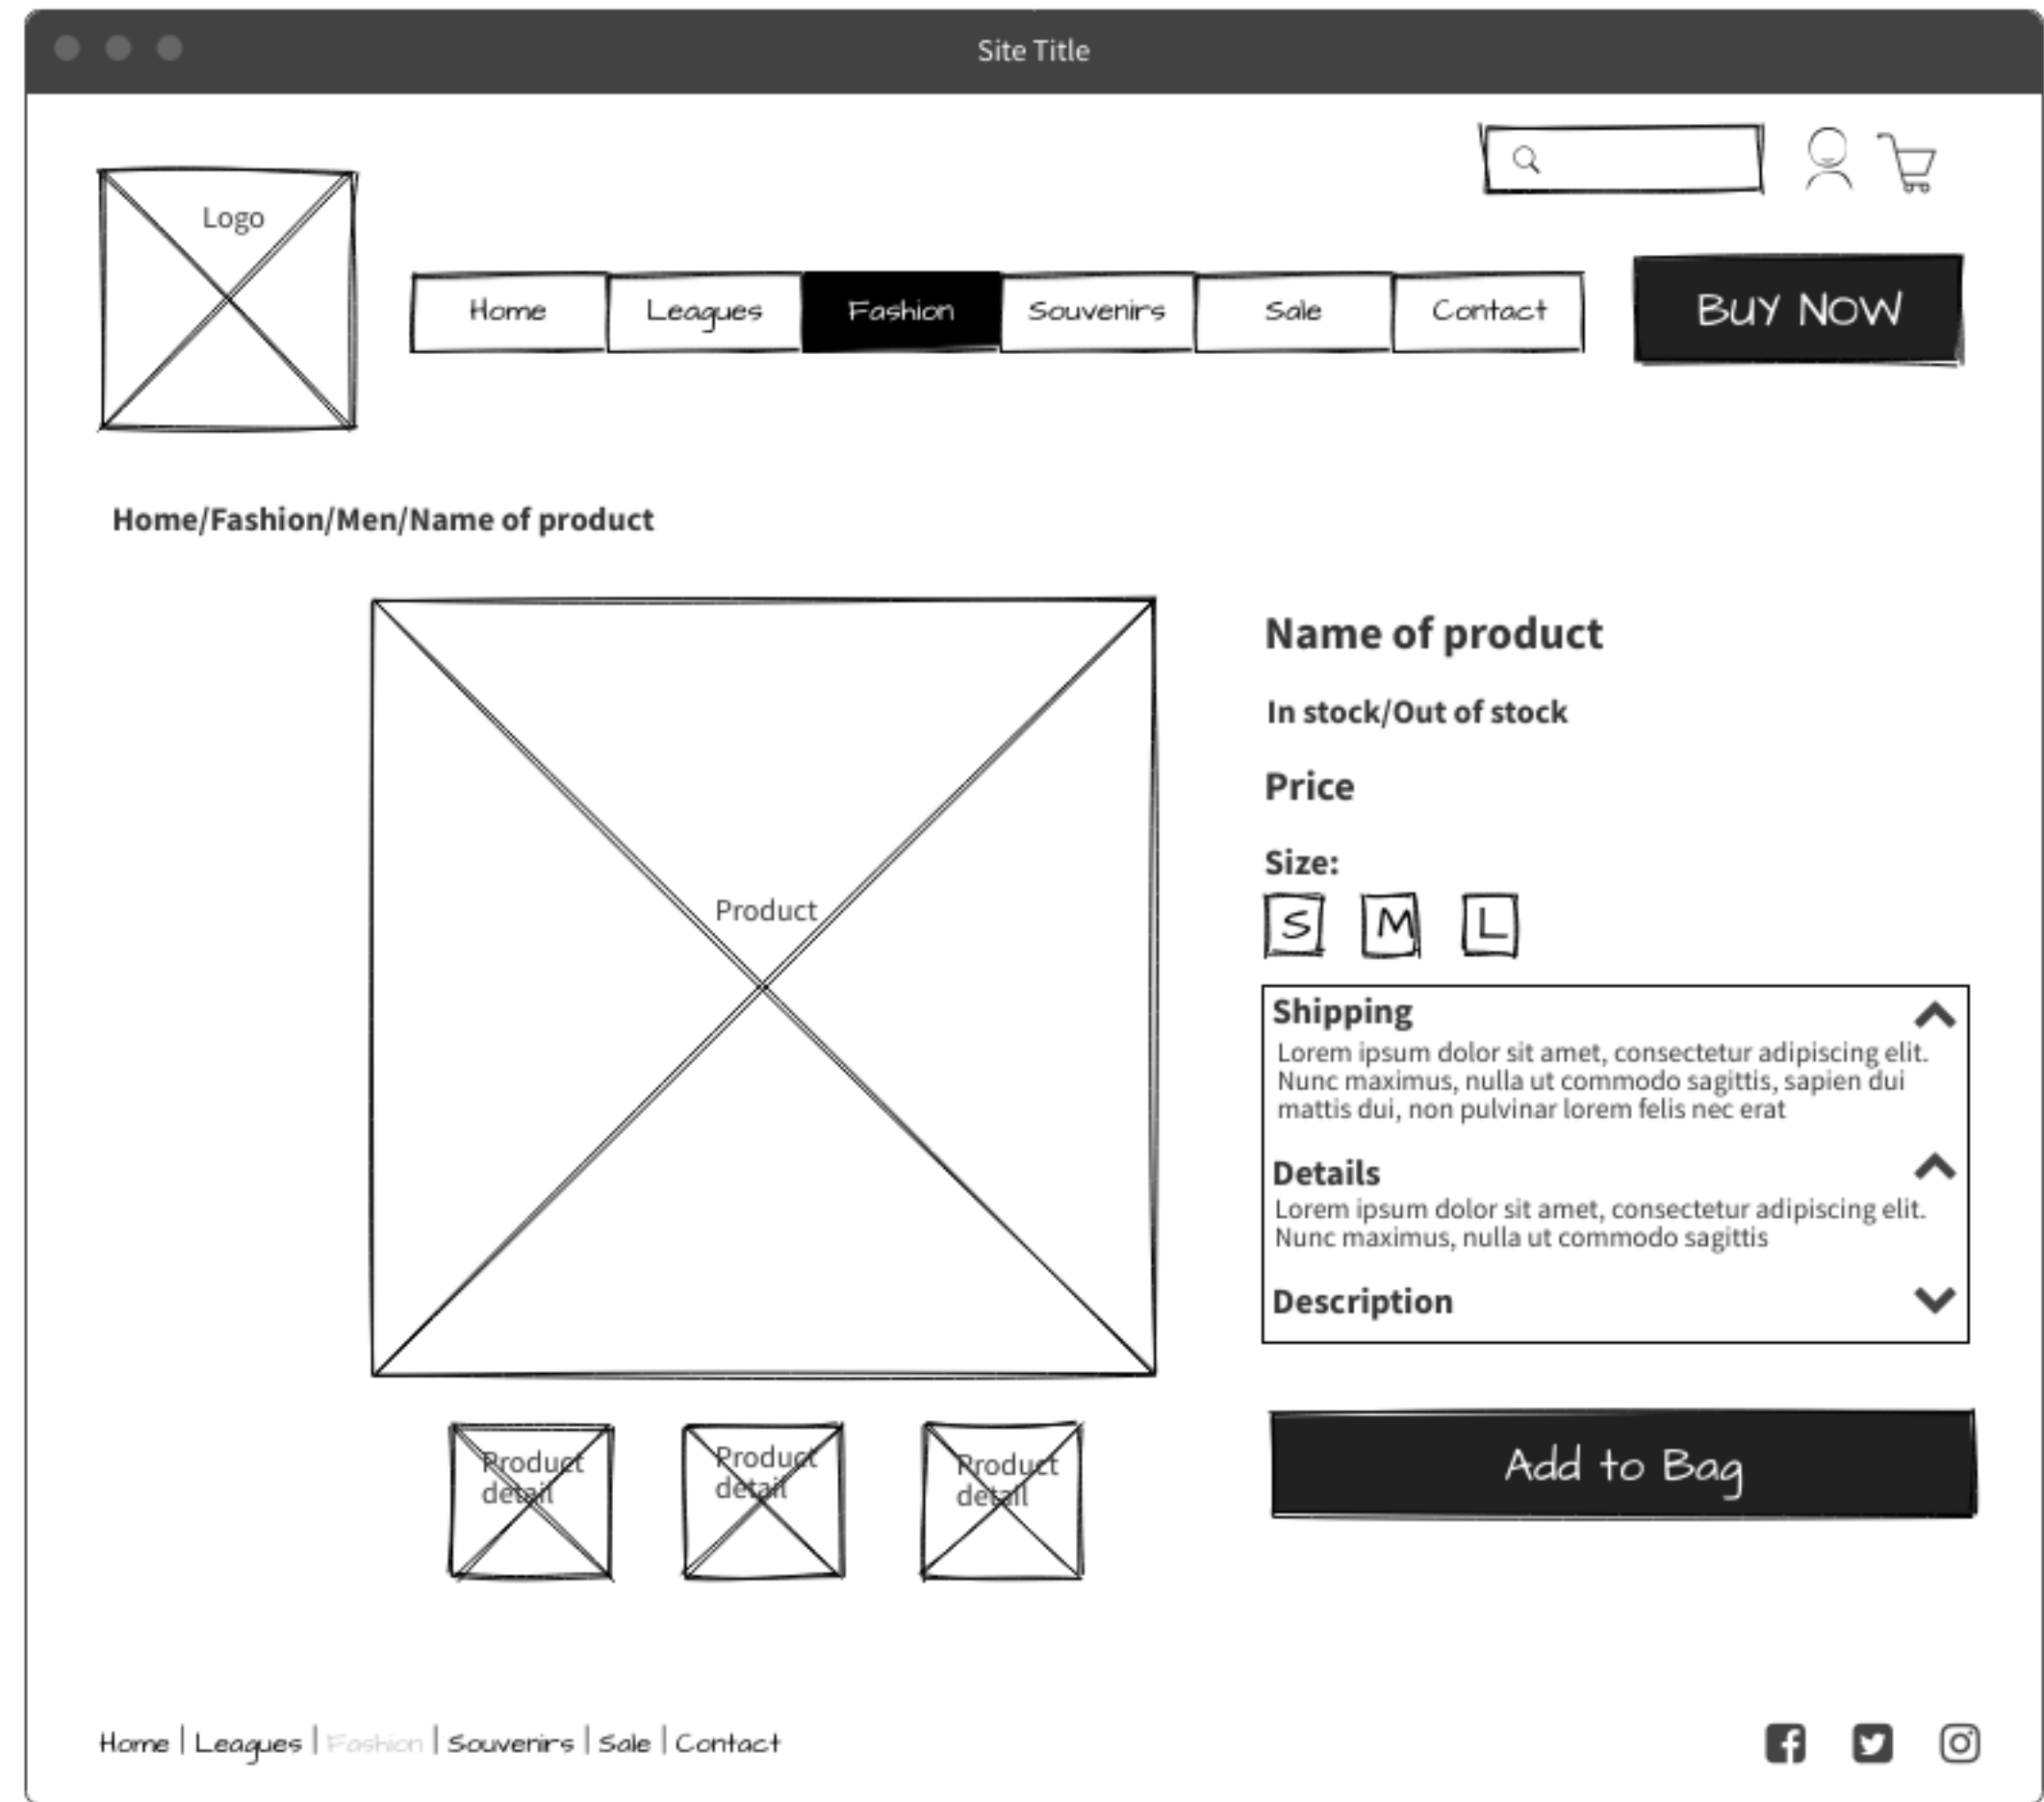 Site Title
Logo
Home Leagues Fashion Souvenirs Sale Contact
BUY NOW
Home/Fashion/Men/Name of product
Product
Name of product
In stock/Out of stock
Price
Size:
S M L
Shipping
Lorem ipsum dolor sit amet, consectetur adipiscing elit.
Nunc maximus, nulla ut commodo sagittis, sapien dui
mattis dui, non pulvinar lorem felis nec erat
Details
Lorem ipsum dolor sit amet, consectetur adipiscing elit.
Nunc maximus, nulla ut commodo sagittis
Description
Product
detail
Product
detail
Product
detail
Add to Bag
Home | Leagues | Fashion | Souvenirs | Sale | Contact